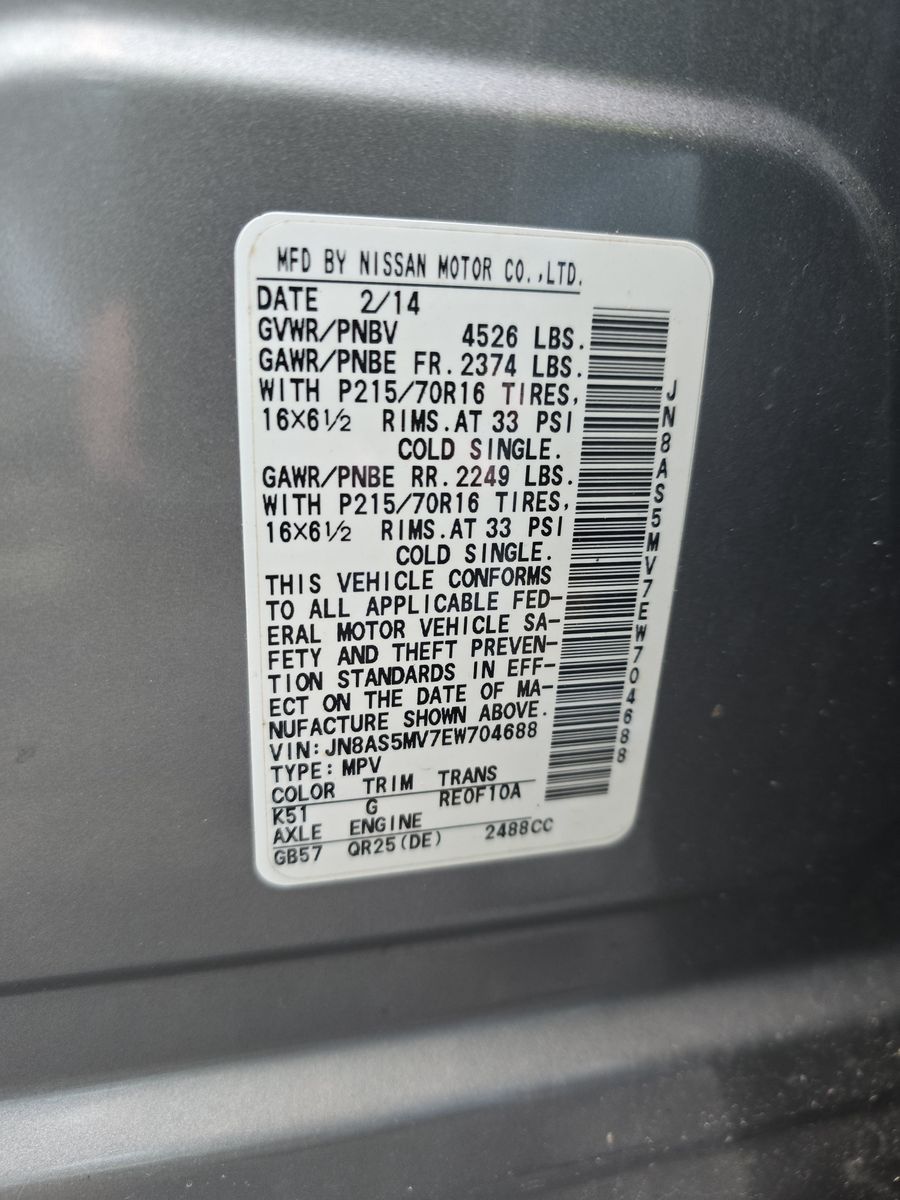 MFD BY NISSAN MOTOR CO.,LTD.
DATE 2/14
GVWR/PNBV 4526 LBS.
GAWR/PNBE FR. 2374 LBS.
WITH P215/70R16 TIRES,
16×6½ RIMS.AT 33 PSI
COLD SINGLE.
GAWR/PNBE RR. 2249 LBS.
WITH P215/70R16 TIRES,
16×6½ RIMS.AT 33 PSI
COLD SINGLE.
THIS VEHICLE CONFORMS
TO ALL APPLICABLE FED-
ERAL MOTOR VEHICLE SA-
FETY AND THEFT PREVEN-
TION STANDARDS IN EFF-
ECT ON THE DATE OF MA-
NUFACTURE SHOWN ABOVE.
VIN:JN8AS5MV7EW704688
TYPE:MPV
COLOR TRIM TRANS
K51 G RE0F10A
AXLE ENGINE
GB57 QR25(DE) 2488CC
JN8AS5MV7EW704688